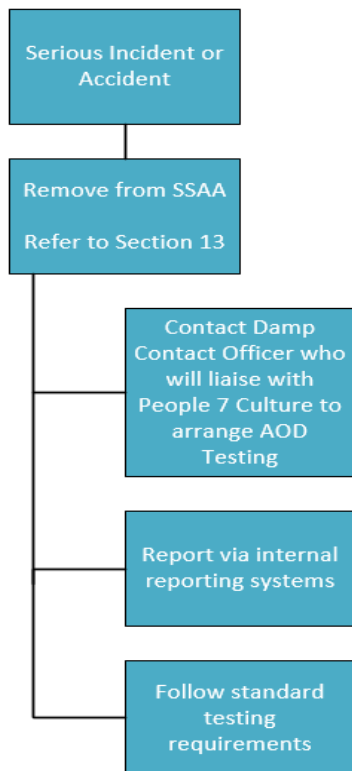 Serious Incident or
Accident
Remove from SSAA
Refer to Section 13
Contact Damp
Contact Officer who
will liaise with
People 7 Culture to
arrange AOD
Testing
Report via internal
reporting systems
Follow standard
testing
requirements